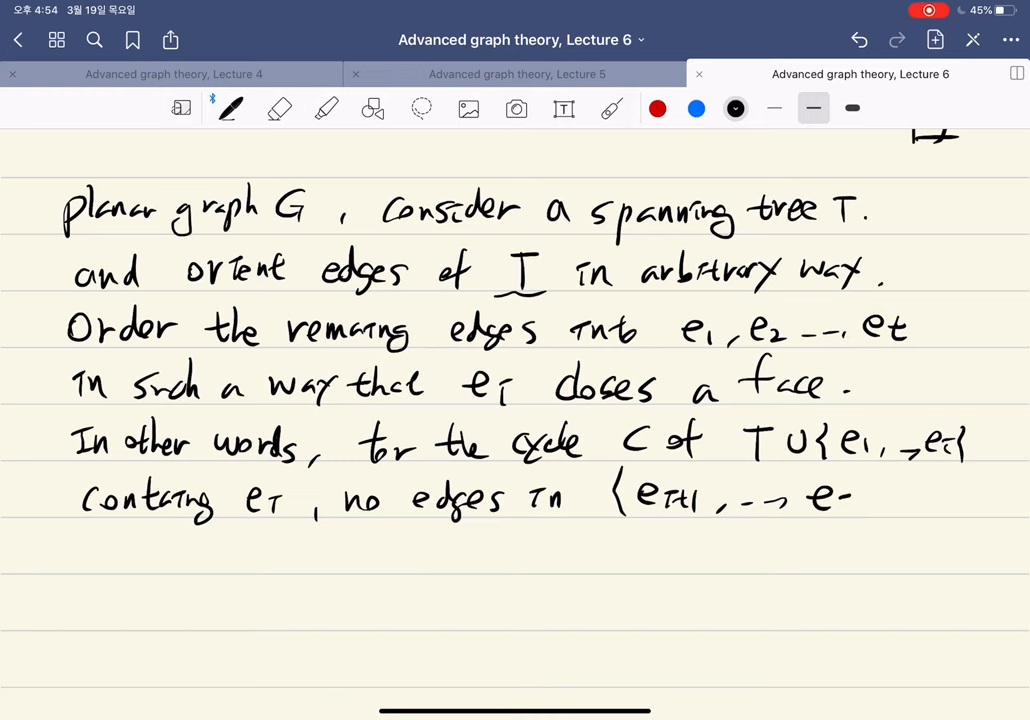 오후 4:54 3월 19일 목요일
45%
Advanced graph theory, Lecture 6
Advanced graph theory, Lecture 4
Advanced graph theory, Lecture 5
Advanced graph theory, Lecture 6
planar graph G, consider a spanning tree T.
and orient edges of T in arbitrary way.
Order the remaing edges into e1, e2 ..., et
in such a way that ei closes a face.
In other words, for the cycle C of T ∪ {e1, , ei}
containg ei, no edges in {ei+1, ..., e